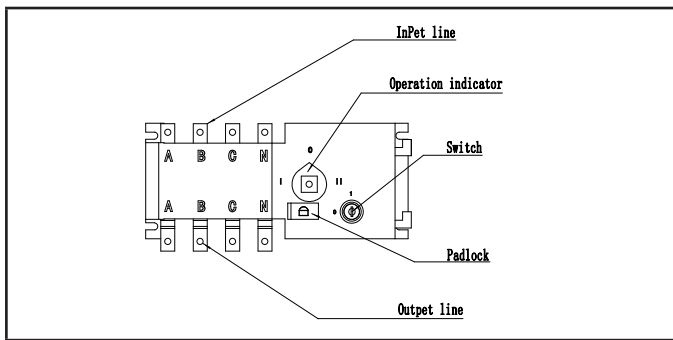 InPet line
Operation indicator
A B C N
0
I II
Switch
1
A B C N
0
Padlock
Outpet line